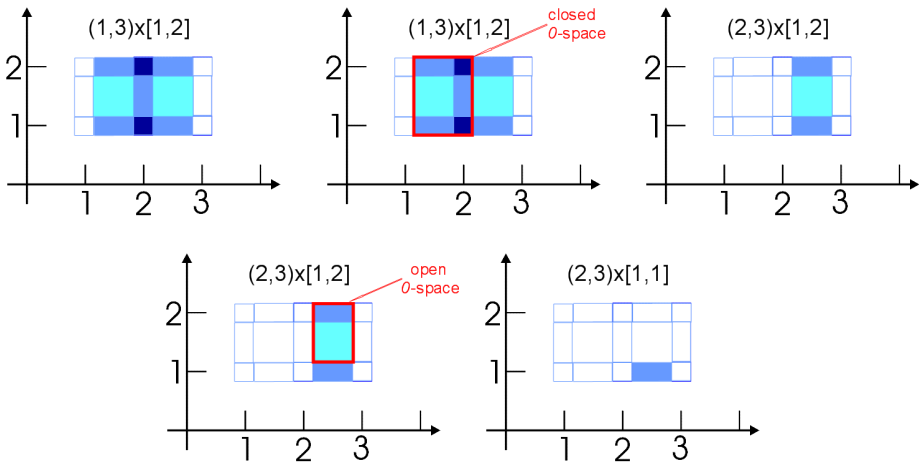 (1,3)x[1,2]
2
1
1 2 3
(1,3)x[1,2]
closed
0-space
2
1
1 2 3
(2,3)x[1,2]
2
1
1 2 3
(2,3)x[1,2]
open
0-space
2
1
1 2 3
(2,3)x[1,1]
2
1
1 2 3